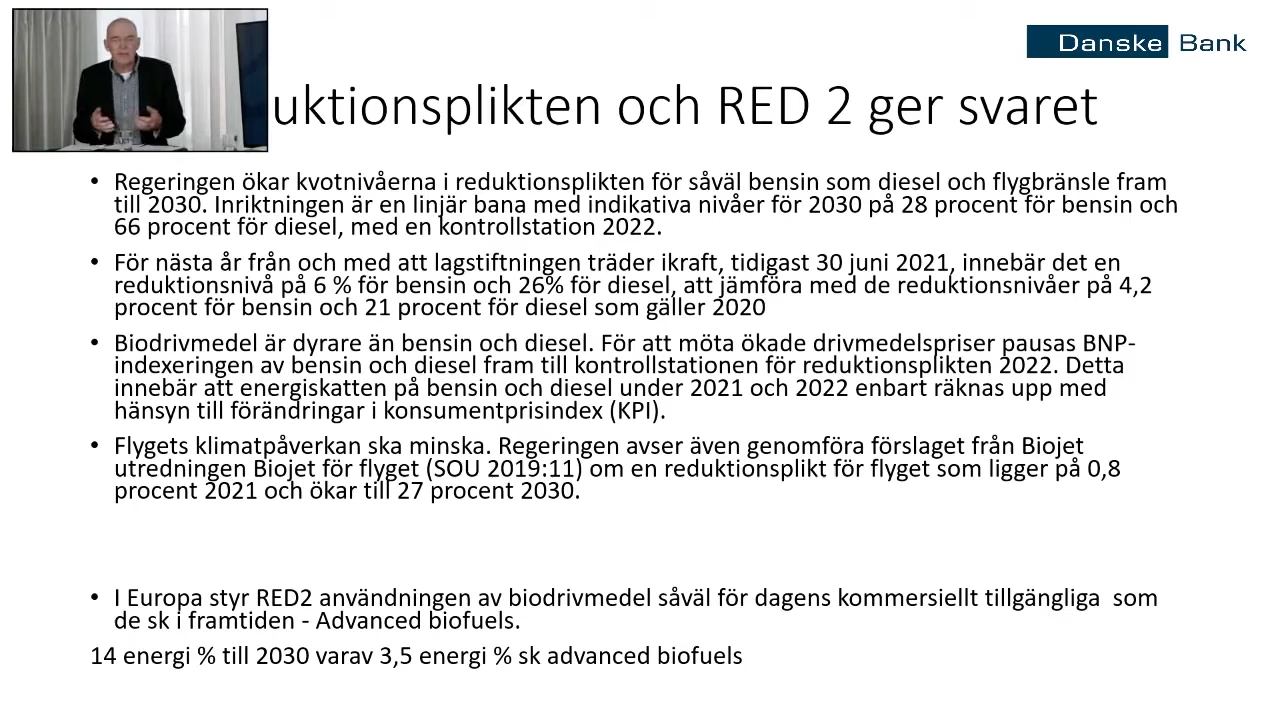 Danske Bank
uktionsplikten och RED 2 ger svaret
• Regeringen ökar kvotnivåerna i reduktionsplikten för såväl bensin som diesel och flygbränsle fram
till 2030. Inriktningen är en linjär bana med indikativa nivåer för 2030 på 28 procent för bensin och
66 procent för diesel, med en kontrollstation 2022.
• För nästa år från och med att lagstiftningen träder ikraft, tidigast 30 juni 2021, innebär det en
reduktionsnivå på 6 % för bensin och 26% för diesel, att jämföra med de reduktionsnivåer på 4,2
procent för bensin och 21 procent för diesel som gäller 2020
• Biodrivmedel är dyrare än bensin och diesel. För att möta ökade drivmedelspriser pausas BNP-
indexeringen av bensin och diesel fram till kontrollstationen för reduktionsplikten 2022. Detta
innebär att energiskatten på bensin och diesel under 2021 och 2022 enbart räknas upp med
hänsyn till förändringar i konsumentprisindex (KPI).
• Flygets klimatpåverkan ska minska. Regeringen avser även genomföra förslaget från Biojet
utredningen Biojet för flyget (SOU 2019:11) om en reduktionsplikt för flyget som ligger på 0,8
procent 2021 och ökar till 27 procent 2030.
• I Europa styr RED2 användningen av biodrivmedel såväl för dagens kommersiellt tillgängliga  som
de sk i framtiden - Advanced biofuels.
14 energi % till 2030 varav 3,5 energi % sk advanced biofuels